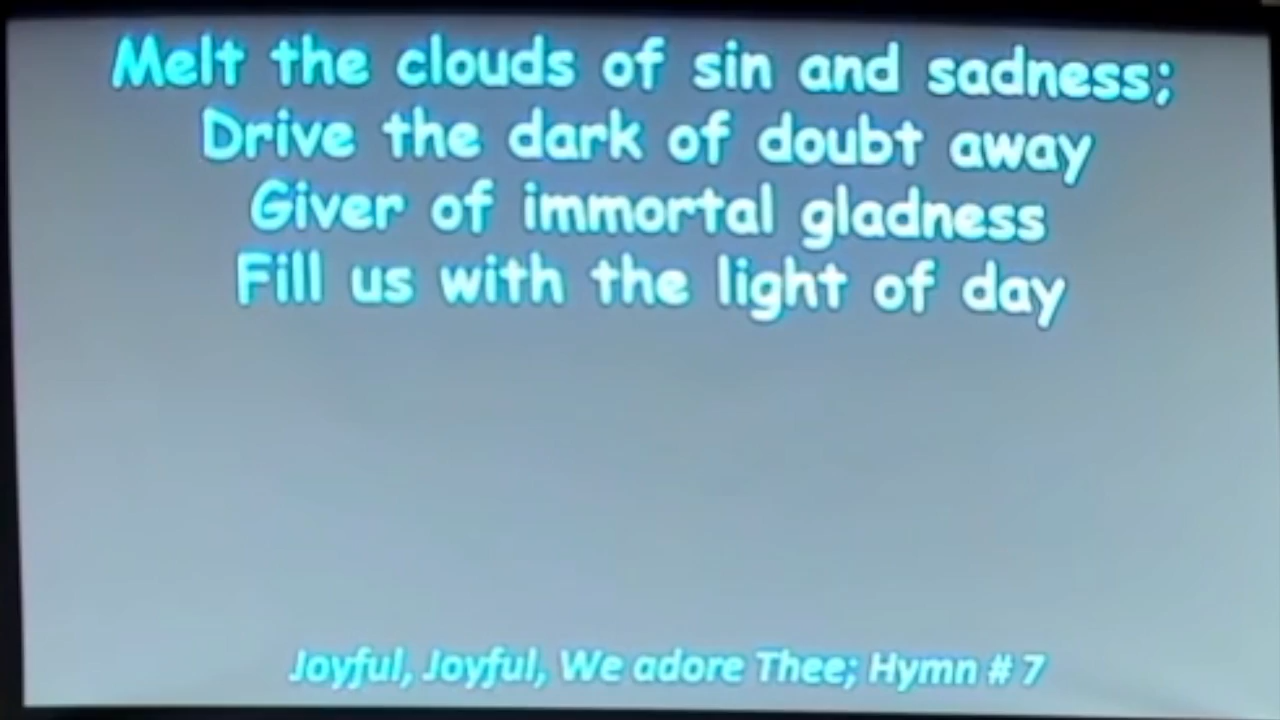 Melt the clouds of sin and sadness;
Drive the dark of doubt away
Giver of immortal gladness
Fill us with the light of day
Joyful, Joyful, We adore Thee; Hymn # 7